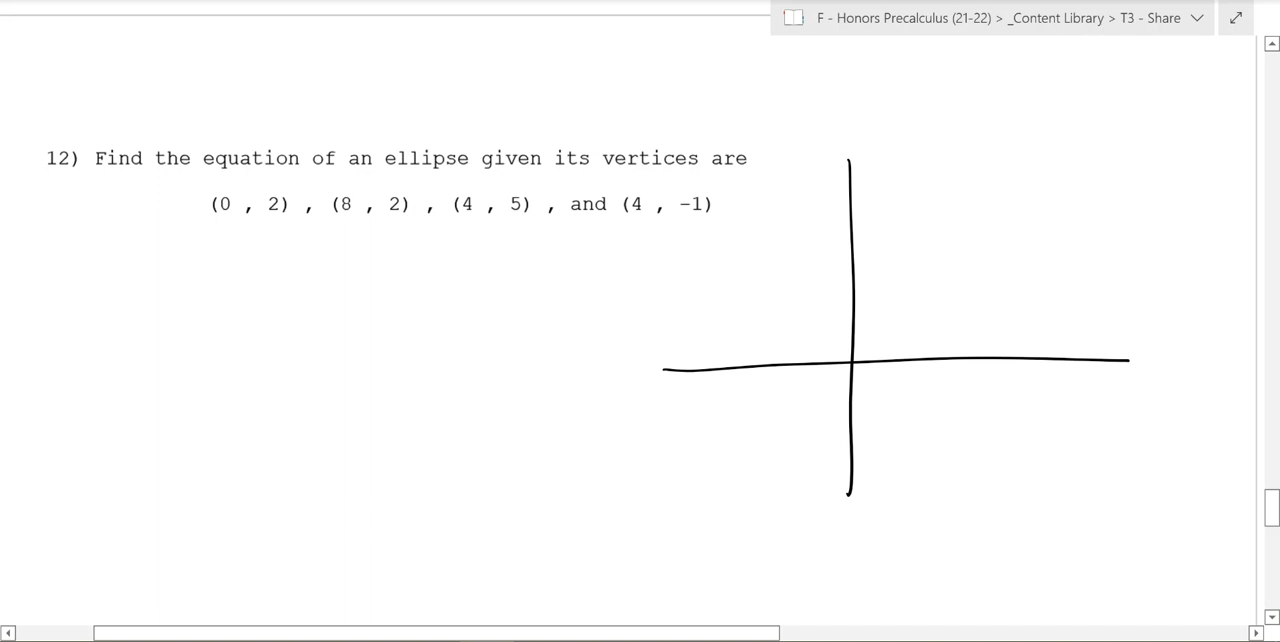 F - Honors Precalculus (21-22) > _Content Library > T3 - Share
12) Find the equation of an ellipse given its vertices are
(0 , 2) , (8 , 2) , (4 , 5) , and (4 , -1)